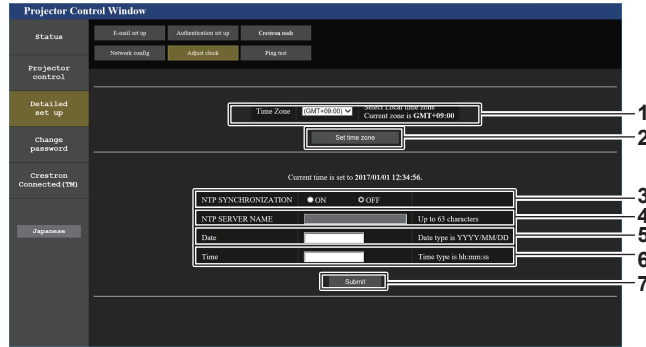 Projector Control Window
Status
E-mail set up
Authentication set up
Crestron tools
Network config
Adjust clock
Ping test
Projector
control
Detailed
set up
Change
password
Crestron
Connected(TM)
Japanese
Time Zone
(GMT+09:00)
Select Local time zone
Current zone is GMT+09:00
1
Set time zone
2
Current time is set to 2017/01/01 12:34:56.
NTP SYNCHRONIZATION
ON
OFF
3
NTP SERVER NAME
Up to 63 characters
4
Date
Date type is YYYY/MM/DD
5
Time
Time type is hh:mm:ss
6
Submit
7